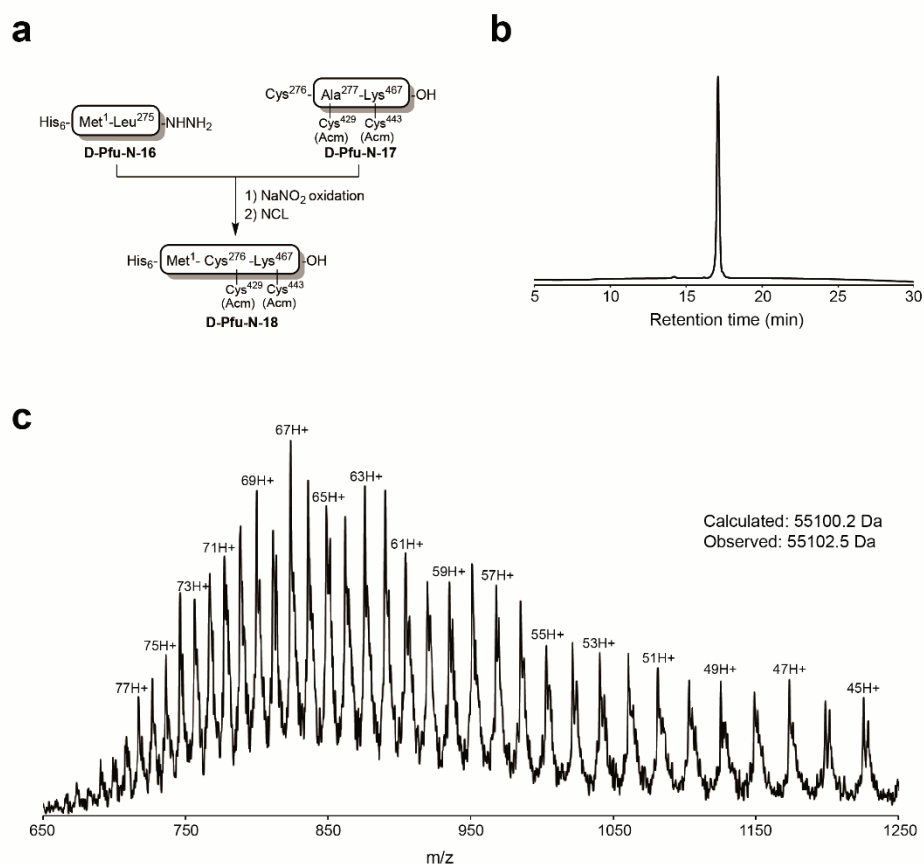 a
His₆- Met¹-Leu²⁷⁵ -NHNH₂
D-Pfu-N-16
Cys²⁷⁶- Ala²⁷⁷-Lys⁴⁶⁷ -OH
Cys⁴²⁹ Cys⁴⁴³
(Acm) (Acm)
D-Pfu-N-17
1) NaNO₂ oxidation
2) NCL
His₆- Met¹- Cys²⁷⁶ -Lys⁴⁶⁷ -OH
Cys⁴²⁹ Cys⁴⁴³
(Acm) (Acm)
D-Pfu-N-18
b
5 10 15 20 25 30
Retention time (min)
c
77H+
75H+
73H+
71H+
69H+
67H+
65H+
63H+
61H+
59H+
57H+
55H+
53H+
51H+
49H+
47H+
45H+
Calculated: 55100.2 Da
Observed: 55102.5 Da
650 750 850 950 1050 1150 1250
m/z